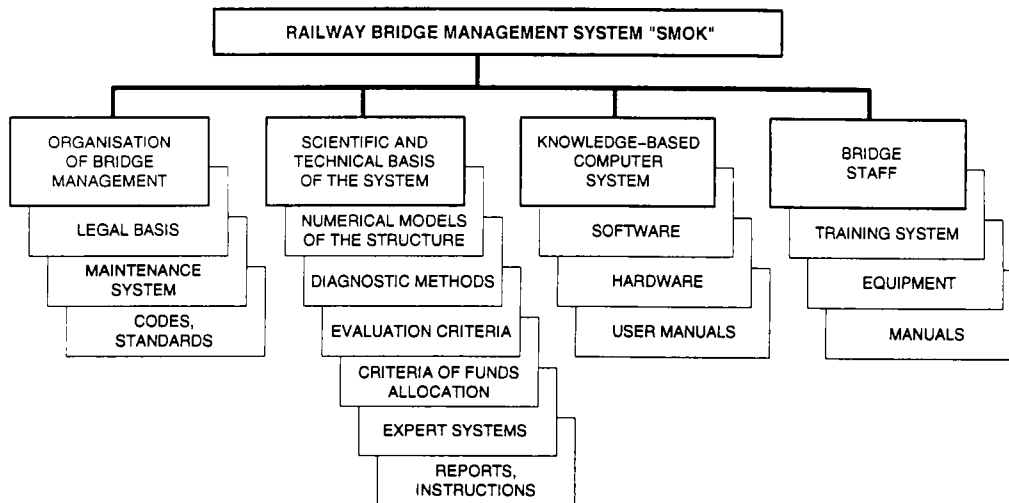 RAILWAY BRIDGE MANAGEMENT SYSTEM "SMOK"
ORGANISATION
OF BRIDGE
MANAGEMENT
LEGAL BASIS
MAINTENANCE
SYSTEM
CODES,
STANDARDS
SCIENTIFIC AND
TECHNICAL BASIS
OF THE SYSTEM
NUMERICAL MODELS
OF THE STRUCTURE
DIAGNOSTIC METHODS
EVALUATION CRITERIA
CRITERIA OF FUNDS
ALLOCATION
EXPERT SYSTEMS
REPORTS,
INSTRUCTIONS
KNOWLEDGE-BASED
COMPUTER
SYSTEM
SOFTWARE
HARDWARE
USER MANUALS
BRIDGE
STAFF
TRAINING SYSTEM
EQUIPMENT
MANUALS